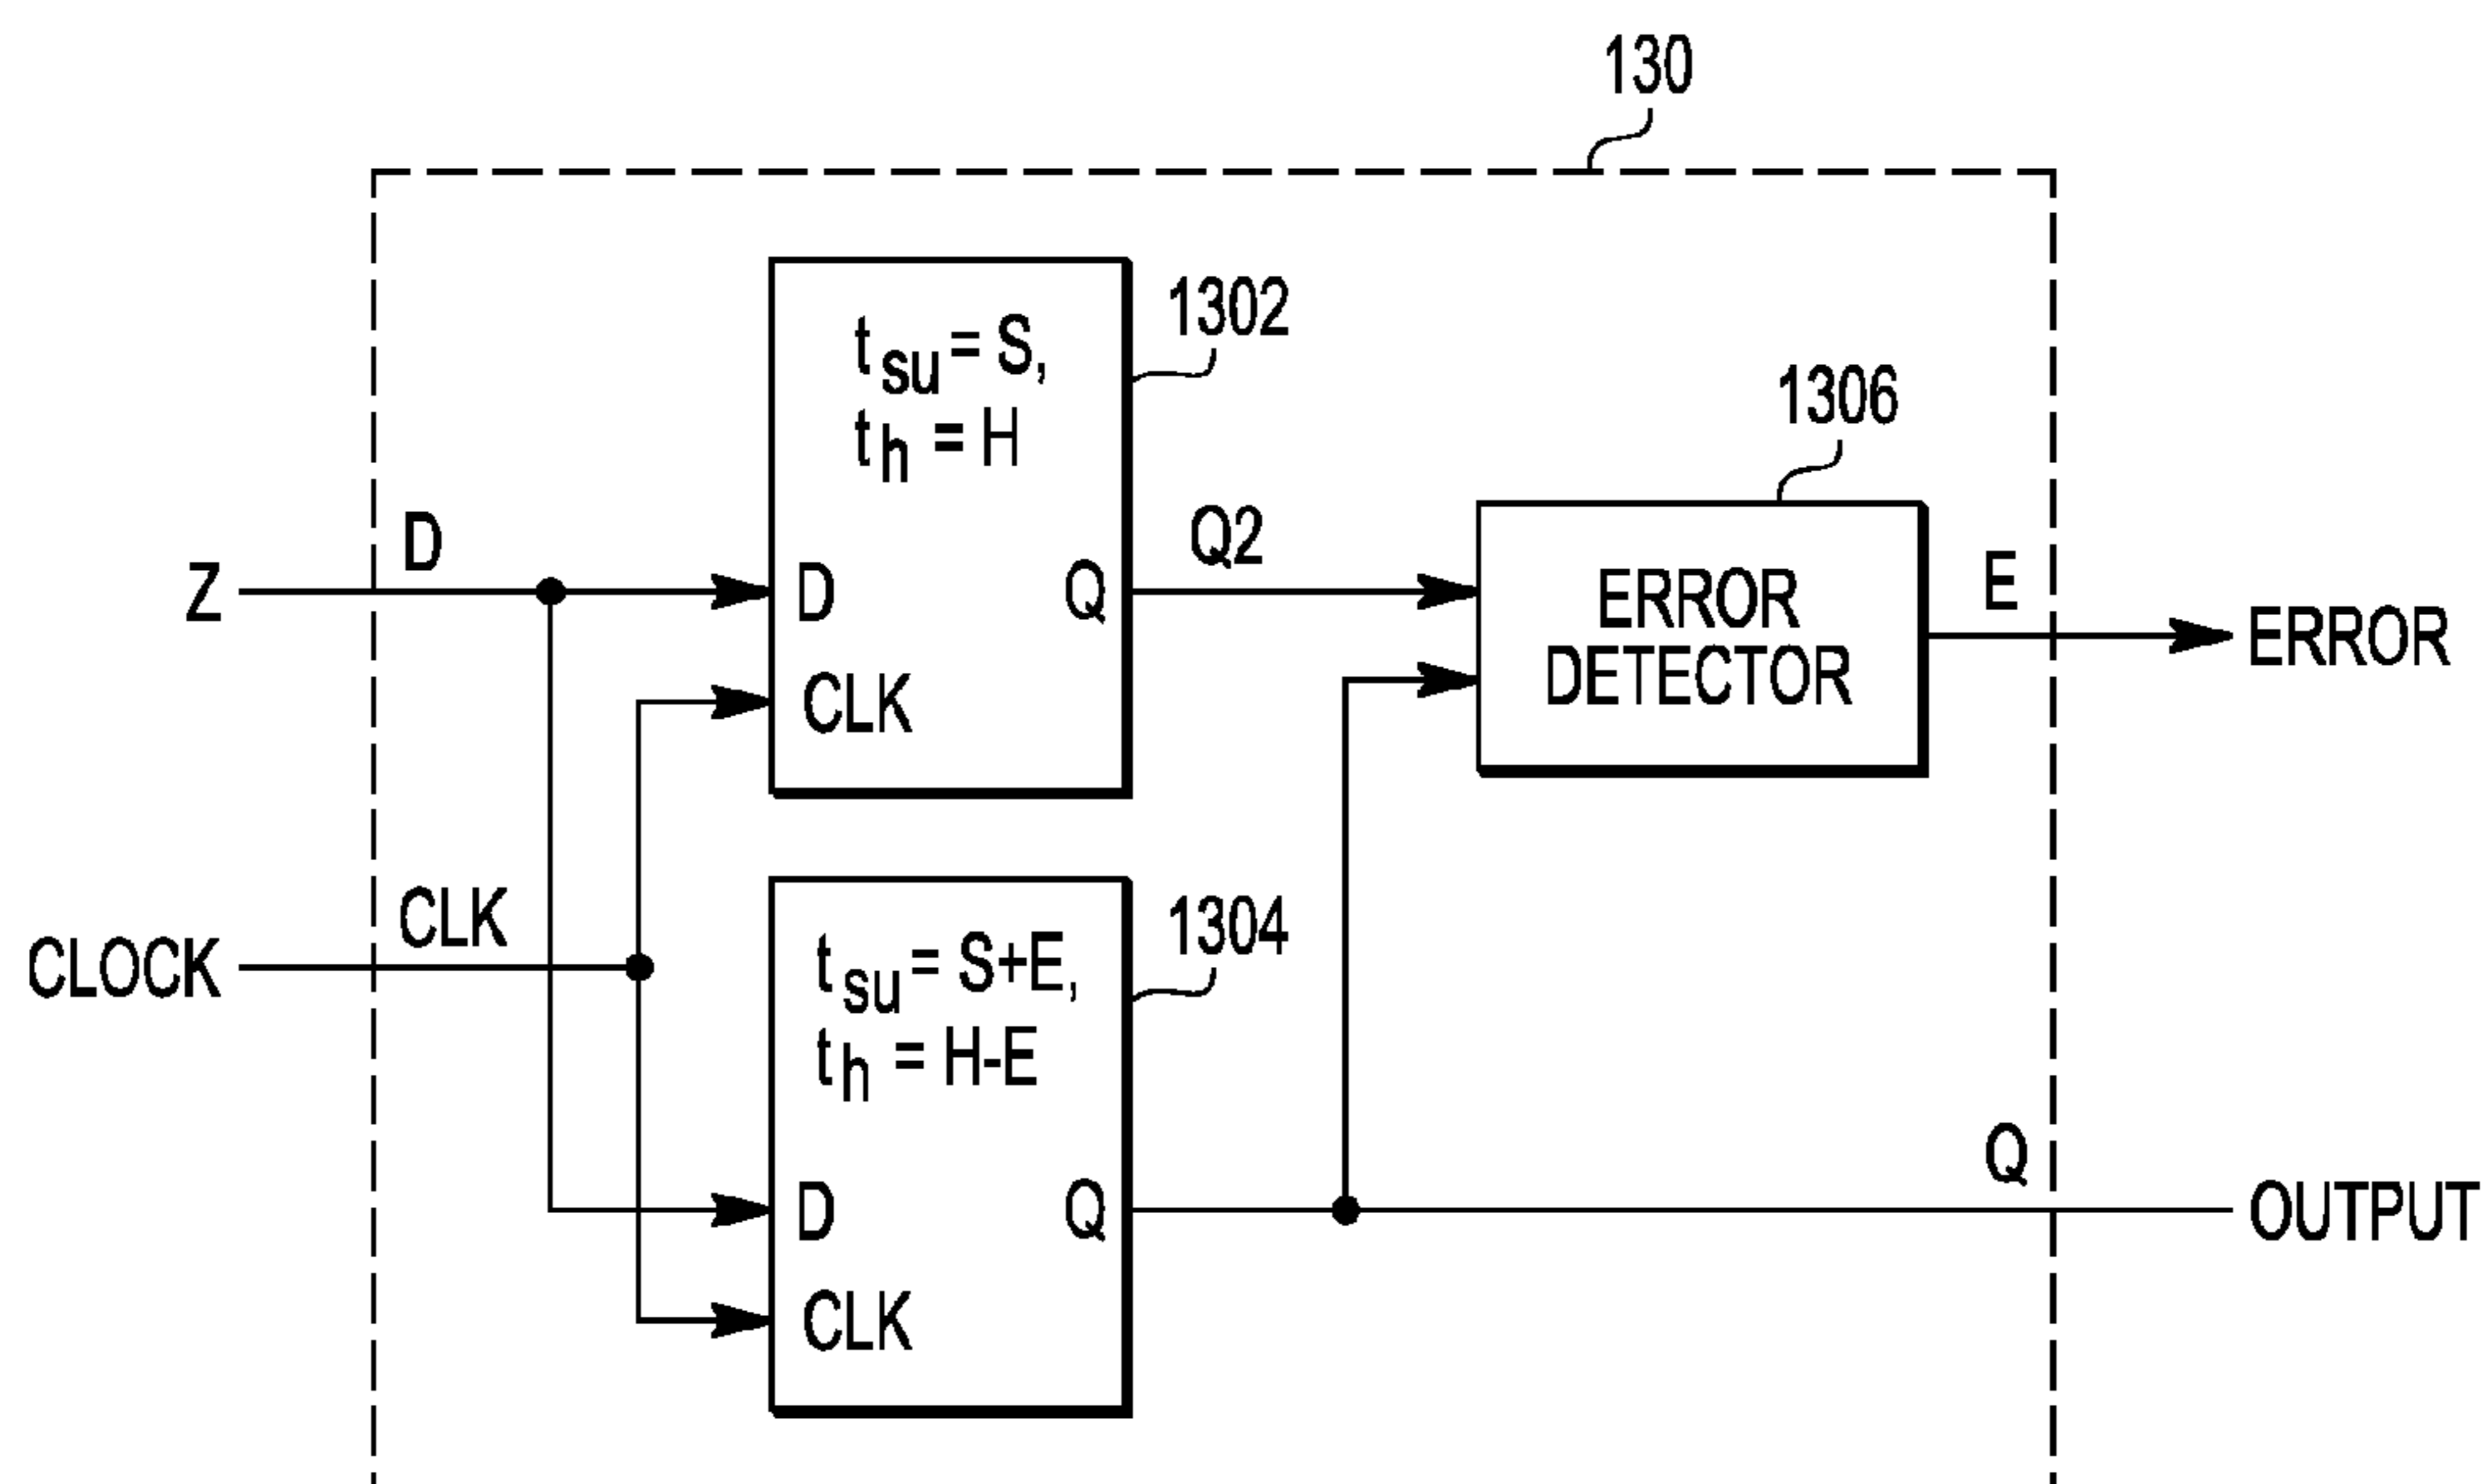 130
1302
t su = S,
t h = H
1306
D
Q2
Z
D
Q
ERROR
DETECTOR
E
ERROR
CLK
CLK
CLOCK
1304
t su = S+E,
t h = H-E
D
Q
Q
OUTPUT
CLK